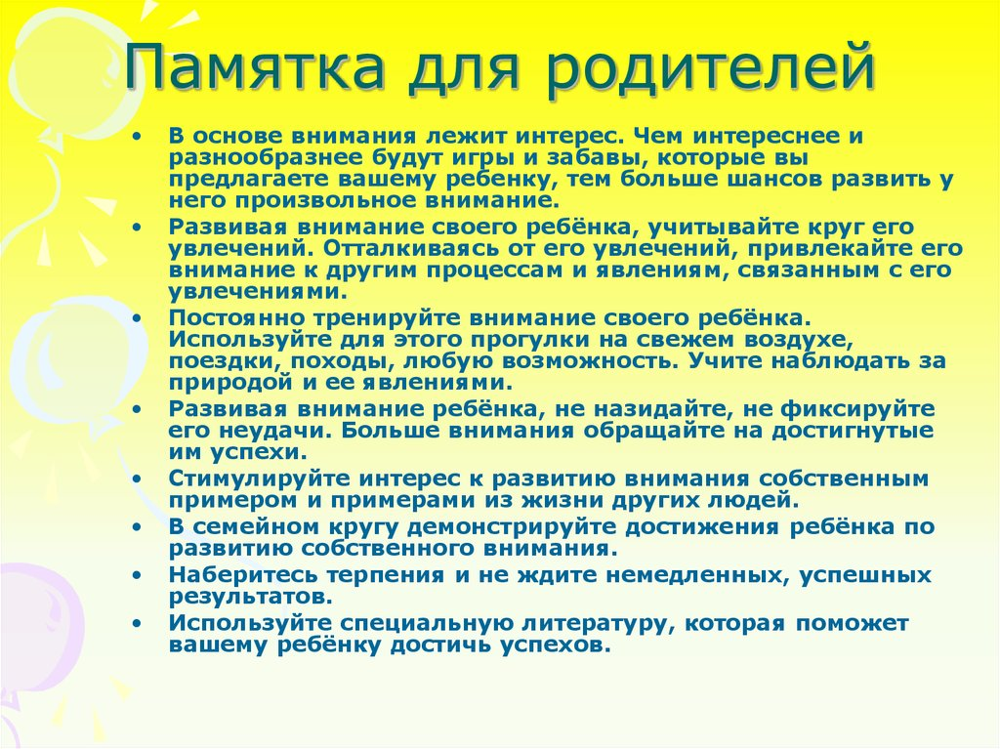 Памятка для родителей
• В основе внимания лежит интерес. Чем интереснее и
разнообразнее будут игры и забавы, которые вы
предлагаете вашему ребенку, тем больше шансов развить у
него произвольное внимание.
• Развивая внимание своего ребёнка, учитывайте круг его
увлечений. Отталкиваясь от его увлечений, привлекайте его
внимание к другим процессам и явлениям, связанным с его
увлечениями.
• Постоянно тренируйте внимание своего ребёнка.
Используйте для этого прогулки на свежем воздухе,
поездки, походы, любую возможность. Учите наблюдать за
природой и ее явлениями.
• Развивая внимание ребёнка, не назидайте, не фиксируйте
его неудачи. Больше внимания обращайте на достигнутые
им успехи.
• Стимулируйте интерес к развитию внимания собственным
примером и примерами из жизни других людей.
• В семейном кругу демонстрируйте достижения ребёнка по
развитию собственного внимания.
• Наберитесь терпения и не ждите немедленных, успешных
результатов.
• Используйте специальную литературу, которая поможет
вашему ребёнку достичь успехов.